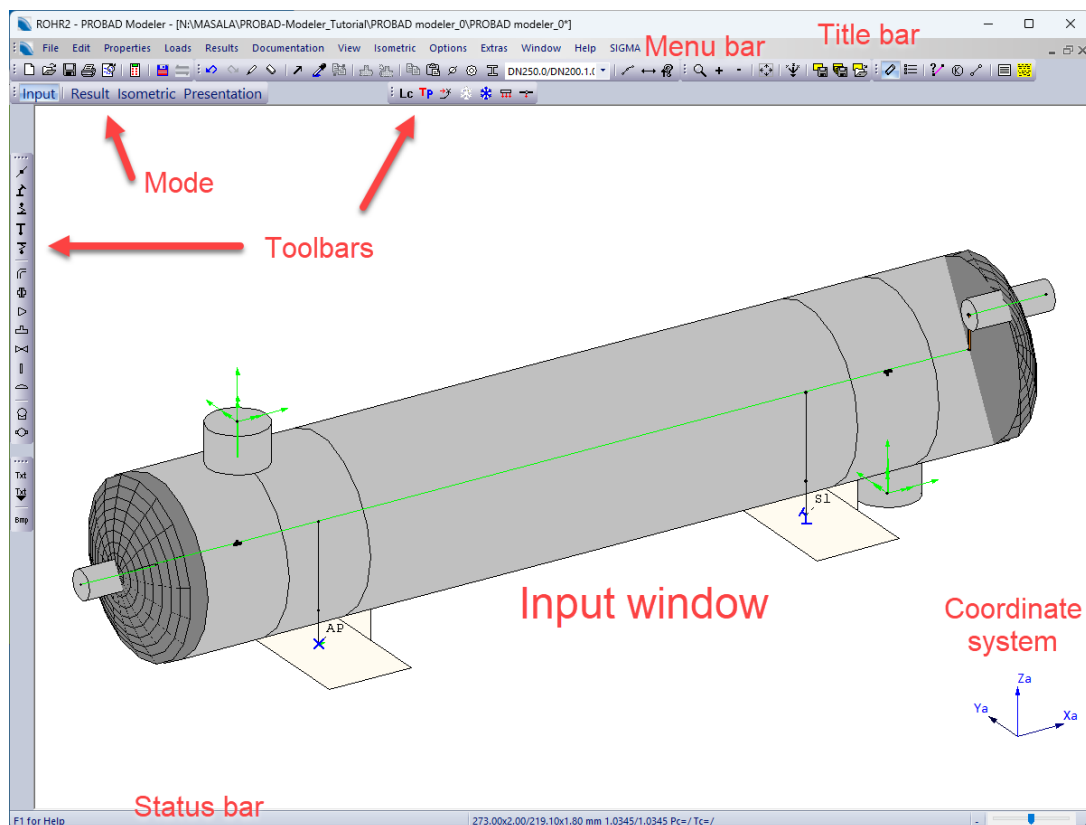 ROHR2 - PROBAD Modeler - [N:\MASALA\PROBAD-Modeler_Tutorial\PROBAD modeler_0\PROBAD modeler_0*]
File Edit Properties Loads Results Documentation View Isometric Options Extras Window Help SIGMA
Menu bar
Title bar
DN250.0/DN200.1.(
Input Result Isometric Presentation
Lc TP
Mode
Toolbars
Txt
Txt
Bmp
Sl
AP
Input window
Coordinate
system
Za
Ya
Xa
Status bar
F1 for Help 273.00x2.00/219.10x1.80 mm 1.0345/1.0345 Pc=/ Tc=/